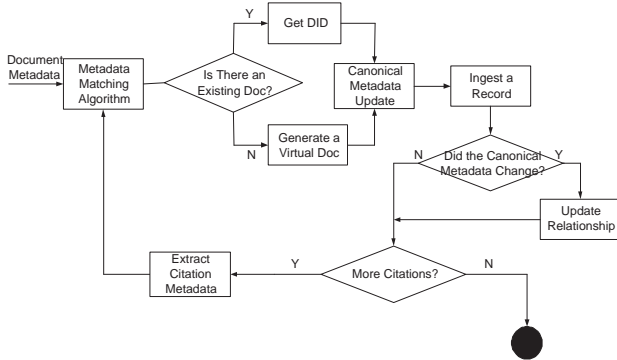 Y
Get DID
Document
Metadata
Metadata
Matching
Algorithm
Is There an
Existing Doc?
Canonical
Metadata
Update
Ingest a
Record
N
Generate a
Virtual Doc
N
Did the Canonical
Metadata Change?
Y
Update
Relationship
Extract
Citation
Metadata
Y
More Citations?
N